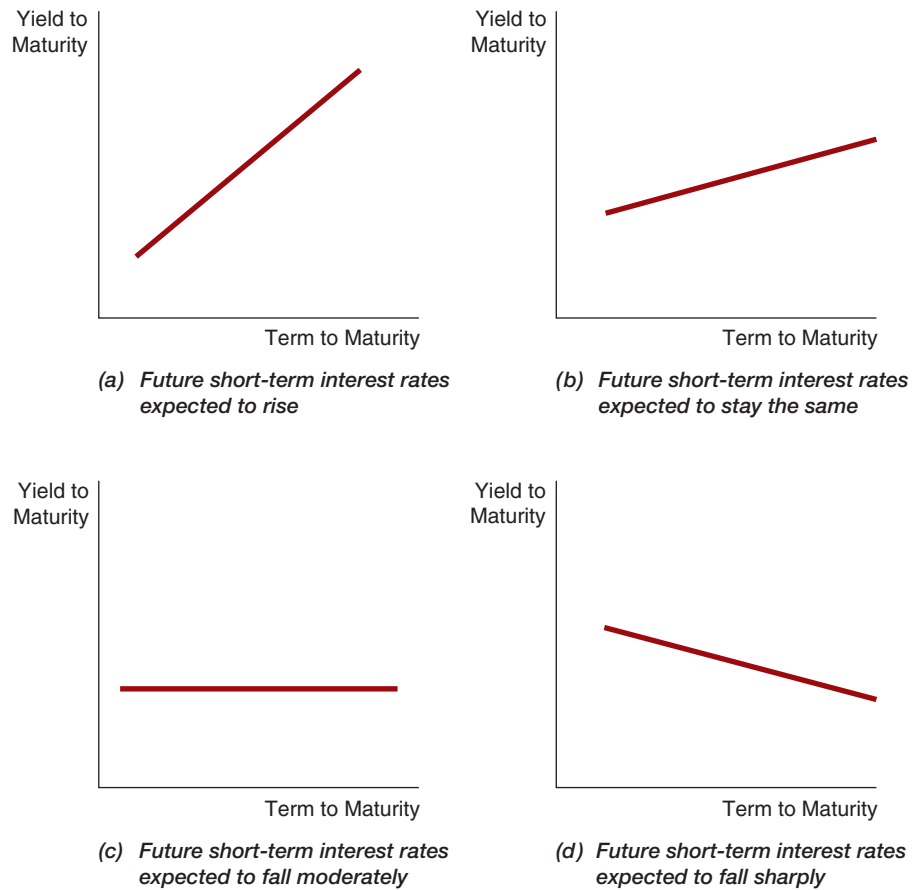 Yield to
Maturity
Term to Maturity
(a) Future short-term interest rates
expected to rise
Yield to
Maturity
Term to Maturity
(b) Future short-term interest rates
expected to stay the same
Yield to
Maturity
Term to Maturity
(c) Future short-term interest rates
expected to fall moderately
Yield to
Maturity
Term to Maturity
(d) Future short-term interest rates
expected to fall sharply